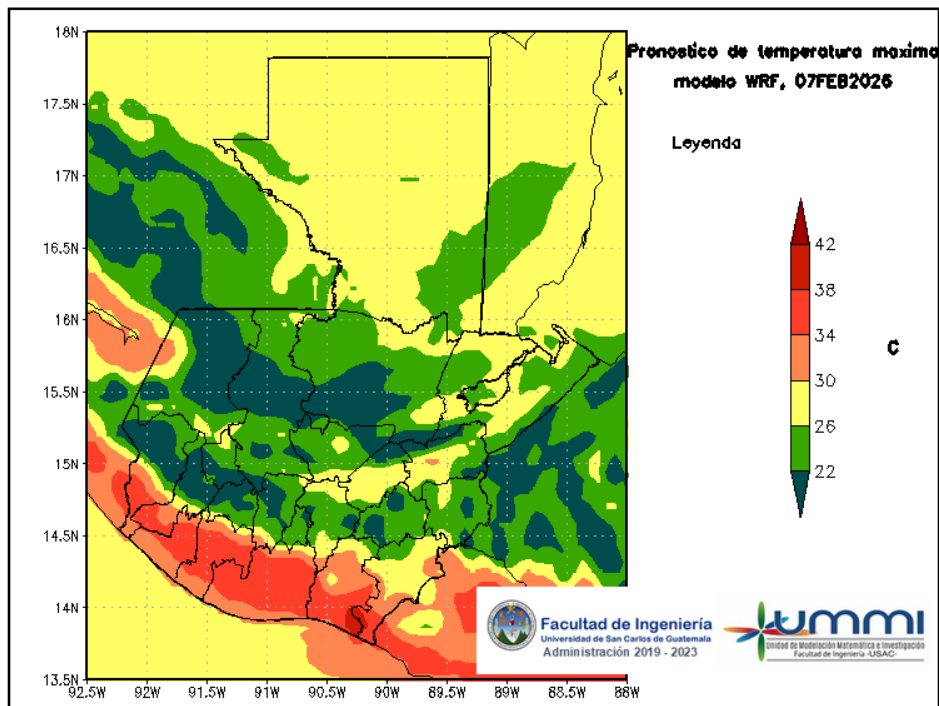 Pronostico de temperatura maxima
modelo WRF, 07FEB2026
Leyenda
42
38
34
30
26
22
C
18N
17.5N
17N
16.5N
16N
15.5N
15N
14.5N
14N
13.5N
92.5W
92W
91.5W
91W
90.5W
90W
89.5W
89W
88.5W
88W
Facultad de Ingeniería
Universidad de San Carlos de Guatemala
Administración 2019 - 2023
ummi
Unidad de Modelación Matemática e Investigación
Facultad de Ingeniería -USAC-